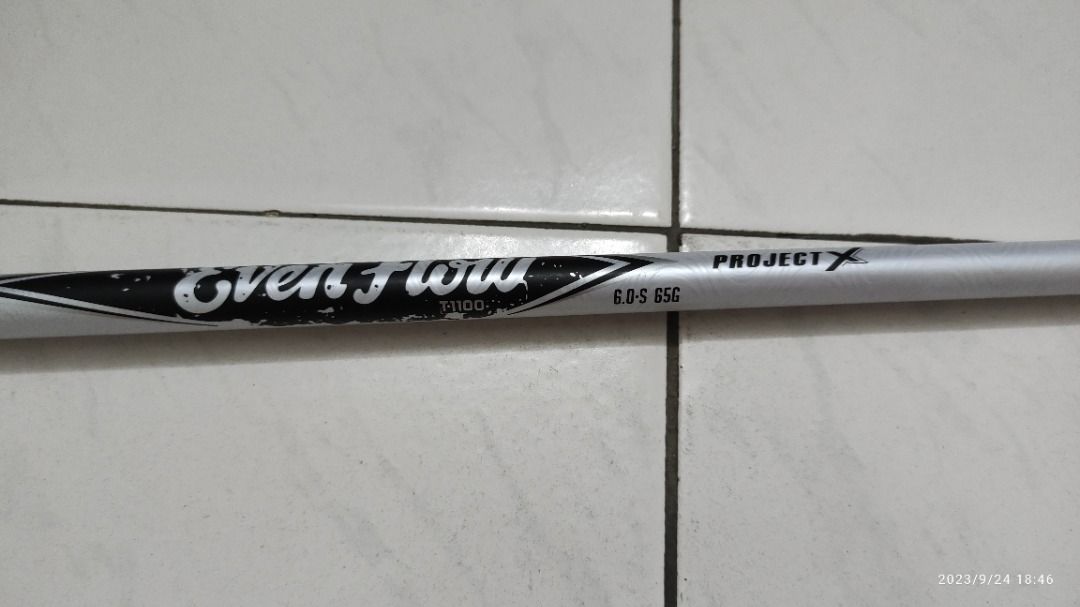 Even Flow
T1100
6.0-S 65G
PROJECT X
2023/9/24 18:46